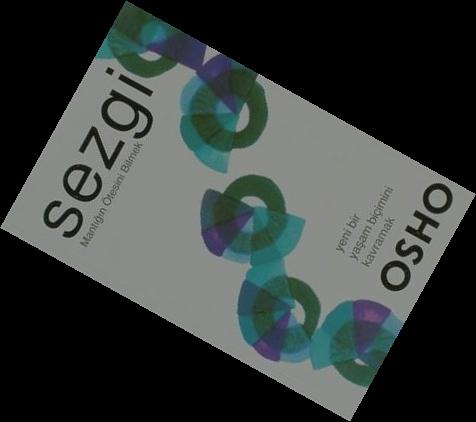 sezgi
Mantığın Ötesini Bilmek
yeni bir
yaşam biçimini
kavramak
OSHO